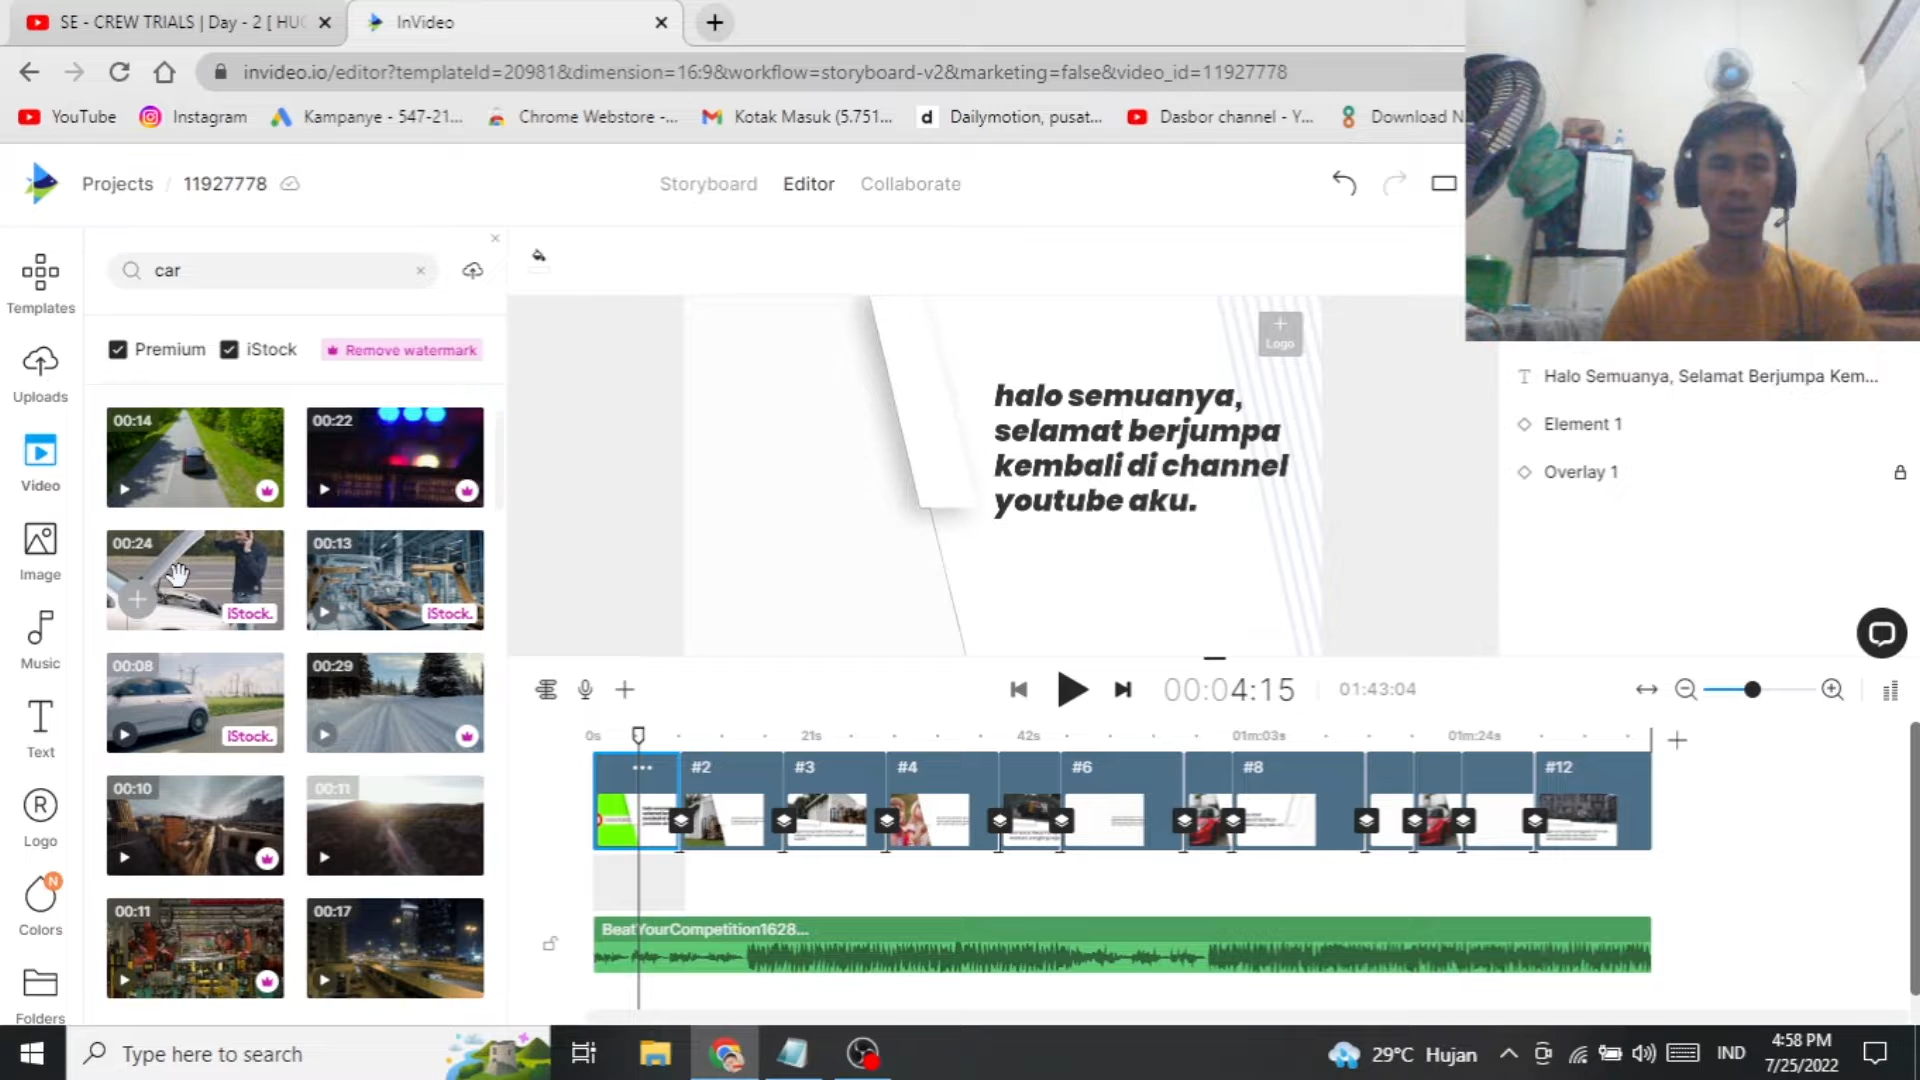 SE - CREW TRIALS | Day - 2 [ HUG
InVideo
invideo.io/editor?templateId=20981&dimension=16:9&workflow=storyboard-v2&marketing=false&video_id=11927778
YouTube
Instagram
Kampanye - 547-21...
Chrome Webstore -...
Kotak Masuk (5.751...
Dailymotion, pusat...
Dasbor channel - Y...
Download N
Projects / 11927778
Storyboard
Editor
Collaborate
Templates
Uploads
Video
Image
Music
Text
Logo
Colors
N
Folders
car
Premium
iStock
Remove watermark
00:14
00:22
00:24
iStock.
00:13
iStock.
00:08
iStock.
00:29
00:10
00:11
00:11
00:17
+
Logo
halo semuanya,
selamat berjumpa
kembali di channel
youtube aku.
Halo Semuanya, Selamat Berjumpa Kem...
Element 1
Overlay 1
00:04:15
01:43:04
0s
21s
42s
01m:03s
01m:24s
#2
#3
#4
#6
#8
#12
BeatYourCompetition1628...
Type here to search
29°C Hujan
IND
4:58 PM
7/25/2022